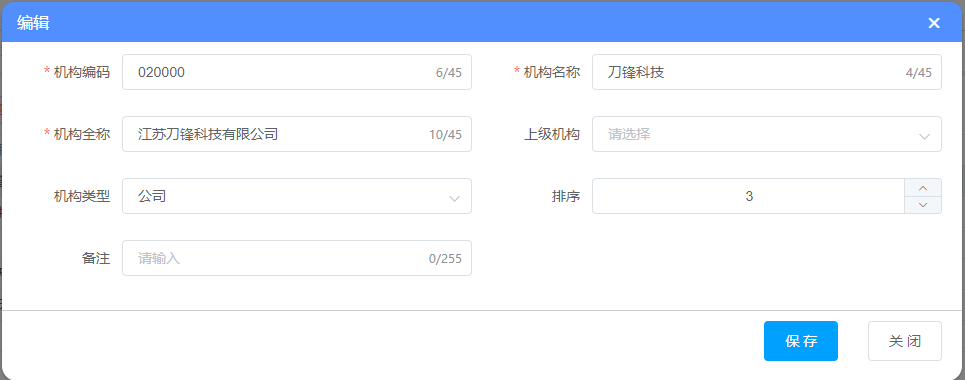 编辑
* 机构编码 020000 6/45 * 机构名称 刀锋科技 4/45
* 机构全称 江苏刀锋科技有限公司 10/45 上级机构 请选择
机构类型 公司 排序 3
备注 请输入 0/255
保存 关闭